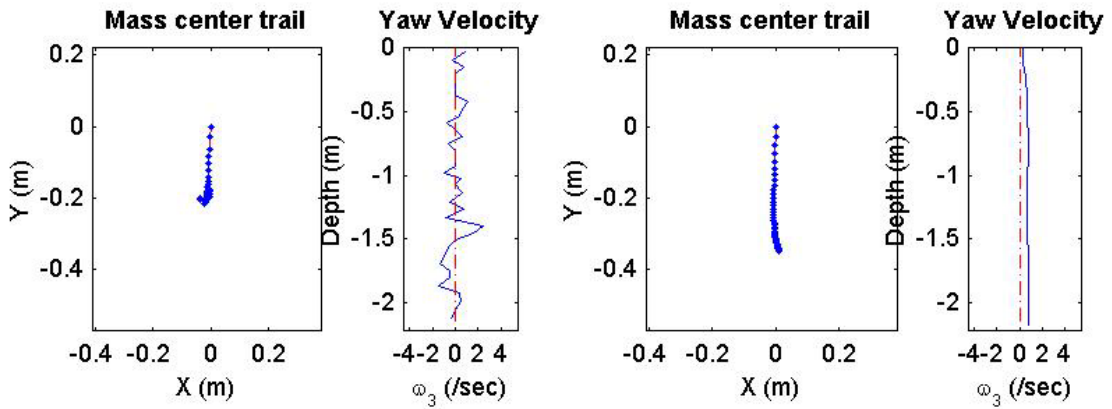 Mass center trail
Yaw Velocity
Mass center trail
Yaw Velocity
0.2
0
-0.2
-0.4
Y (m)
-0.4 -0.2 0 0.2
X (m)
0
-0.5
-1
-1.5
-2
Depth (m)
-4 -2 0 2 4
ω_3 (/sec)
0.2
0
-0.2
-0.4
Y (m)
-0.4 -0.2 0 0.2
X (m)
0
-0.5
-1
-1.5
-2
Depth (m)
-4 -2 0 2 4
ω_3 (/sec)